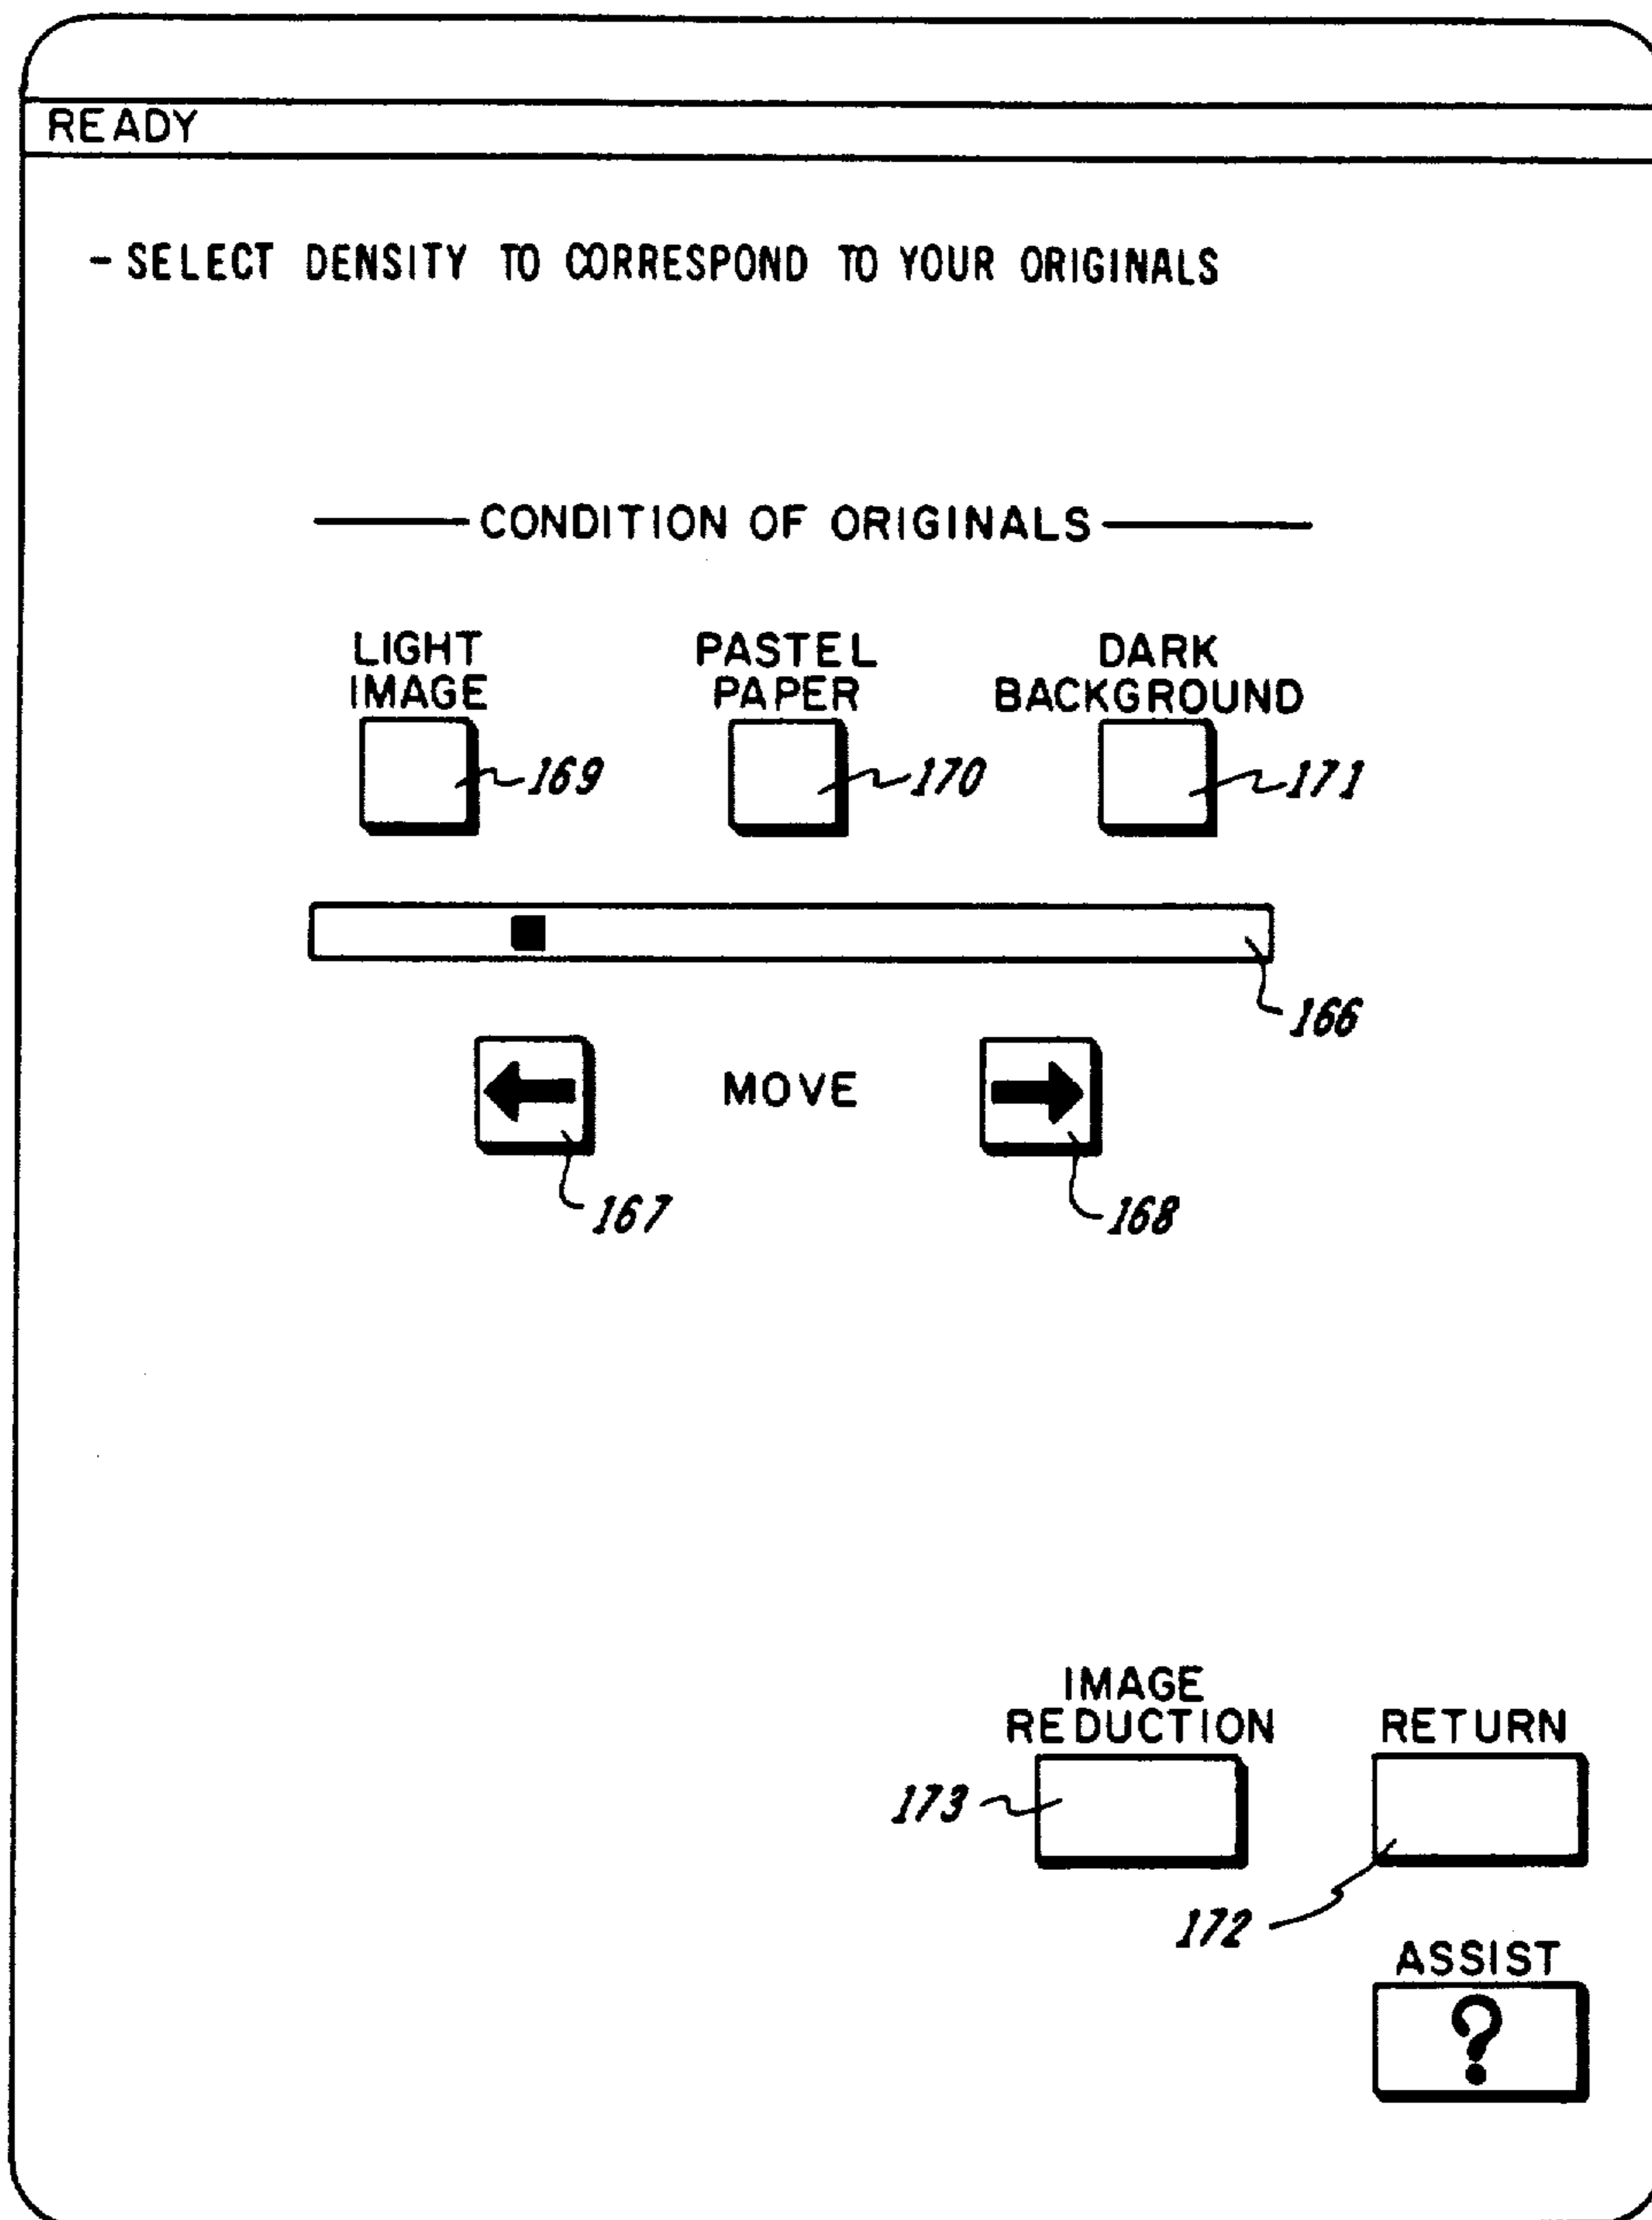 READY
- SELECT DENSITY TO CORRESPOND TO YOUR ORIGINALS
CONDITION OF ORIGINALS
LIGHT IMAGE
PASTEL PAPER
DARK BACKGROUND
169
170
171
166
MOVE
167
168
IMAGE REDUCTION
RETURN
173
172
ASSIST
?